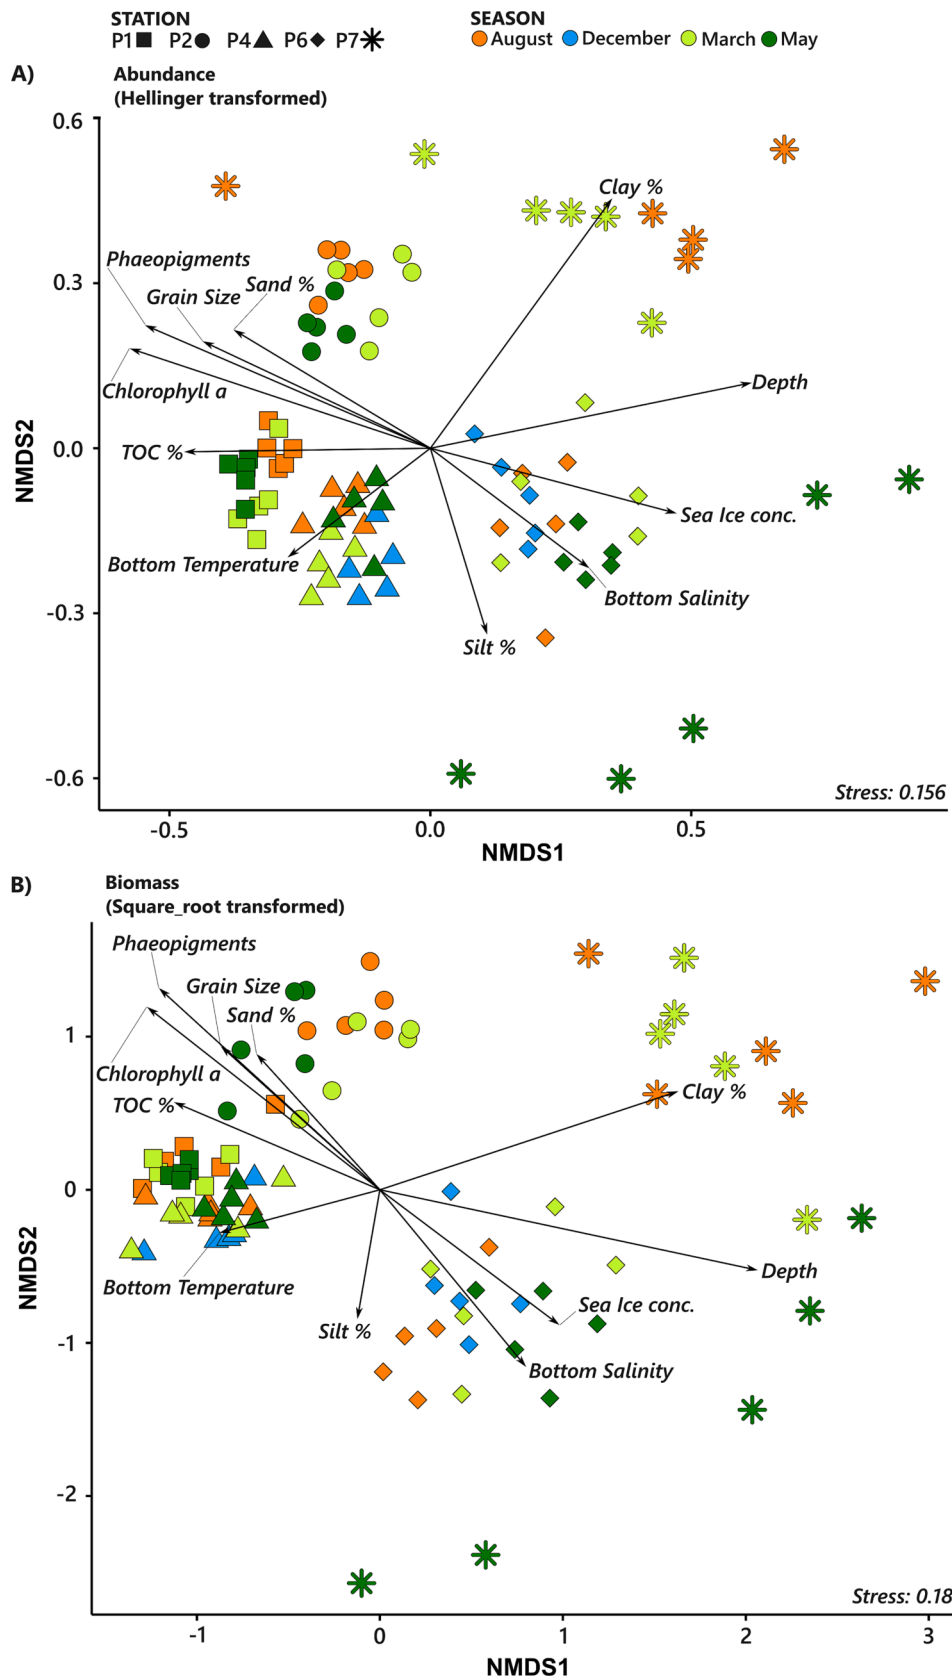 STATION
P1 P2 P4 P6 P7
SEASON
August December March May
A)
Abundance
(Hellinger transformed)
0.6
0.3
0.0
-0.3
-0.6
NMDS2
Clay %
Phaeopigments
Sand %
Grain Size
Chlorophyll a
Depth
TOC %
Sea Ice conc.
Bottom Temperature
Bottom Salinity
Silt %
Stress: 0.156
-0.5 0.0 0.5
NMDS1
B)
Biomass
(Square_root transformed)
Phaeopigments
Grain Size
Sand %
Chlorophyll a
TOC %
Clay %
1
0
-1
-2
NMDS2
Depth
Bottom Temperature
Sea Ice conc.
Silt %
Bottom Salinity
Stress: 0.18
-1 0 1 2 3
NMDS1